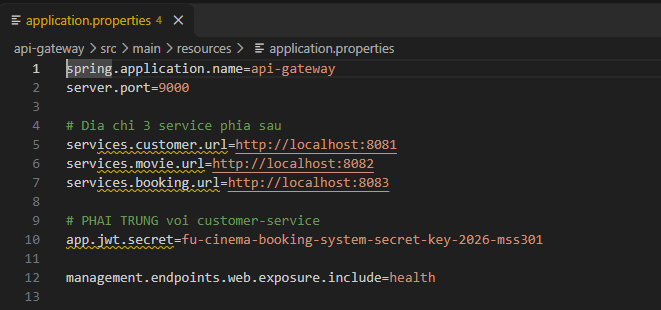 application.properties 4
api-gateway > src > main > resources > application.properties
1 spring.application.name=api-gateway
2 server.port=9000
3
4 # Dia chi 3 service phia sau
5 services.customer.url=http://localhost:8081
6 services.movie.url=http://localhost:8082
7 services.booking.url=http://localhost:8083
8
9 # PHAI TRUNG voi customer-service
10 app.jwt.secret=fu-cinema-booking-system-secret-key-2026-mss301
11
12 management.endpoints.web.exposure.include=health
13